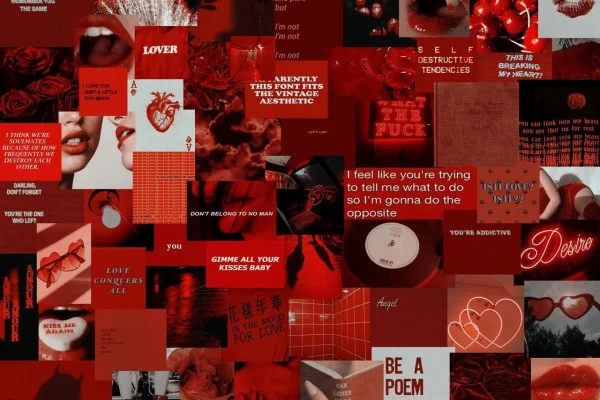 REMEMBER YOU
THE SAME
but
I'm not
I'm not
I'm not
LOVER
I LOVE YOU
JUST A LITTLE
TOO MUCH
A
A
THIS FONT FITS
THE VINTAGE
AESTHETIC
SELF
DESTRUCTIVE
TENDENCIES
THIS IS
BREAKING
MY HEART!
WHAT
THE
FUCK
I THINK WE'RE
SOULMATES
BECAUSE OF HOW
FREQUENTLY WE
DESTROY EACH
OTHER.
I feel like you're trying
to tell me what to do
so I'm gonna do the
opposite
"IS IT LOVE?
IS IT??"
DARLING,
DON'T FORGET
YOU'RE THE ONE
WHO LEFT
DON'T BELONG TO NO MAN
you
YOU'RE ADDICTIVE
Desire
GIMME ALL YOUR
KISSES BABY
LOVE
CONQUERS
ALL
花樣年華
IN THE MOOD
FOR LOVE
Angel
KISS ME
AGAIN
BE A
POEM